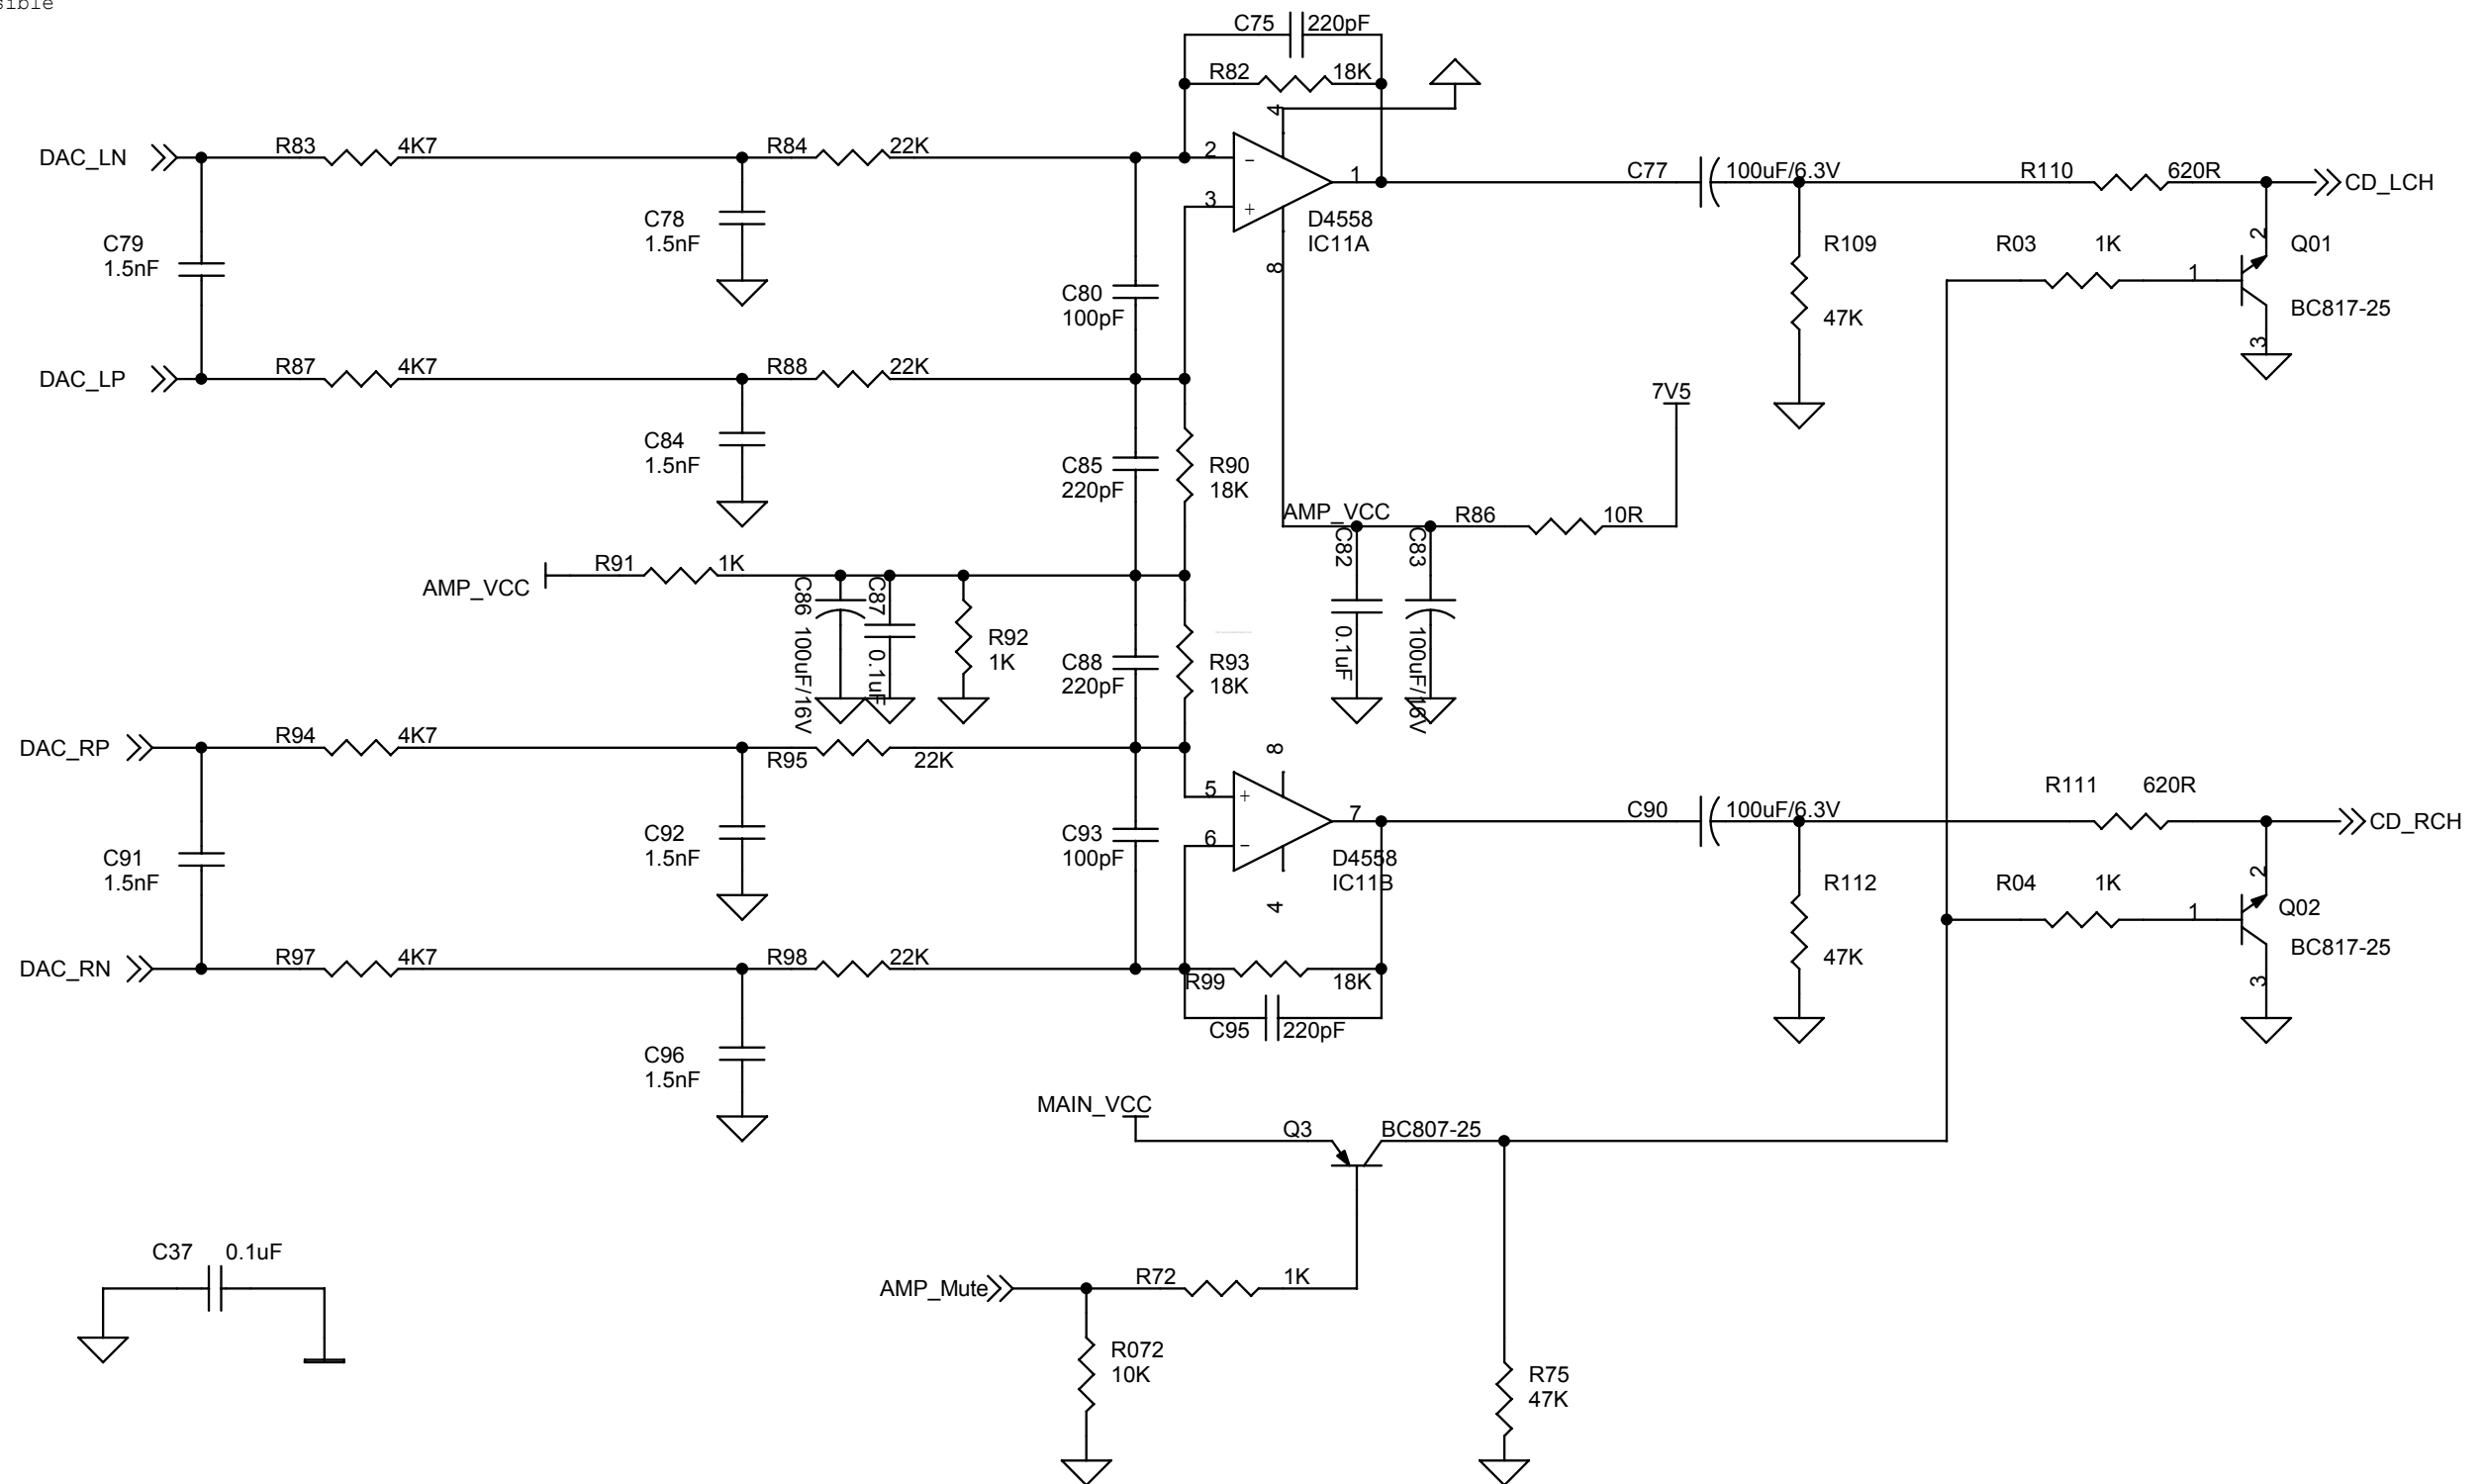 sible
C75 220pF
R82 18K
4
DAC_LN R83 4K7 R84 22K 2 −
1 C77 100uF/6.3V R110 620R CD_LCH
3 +
C78
1.5nF
D4558
IC11A
C79
1.5nF
8
R109
47K
R03 1K 1 2 Q01
BC817-25
3
C80
100pF
DAC_LP R87 4K7 R88 22K
7V5
C84
1.5nF
C85
220pF
R90
18K
AMP_VCC R86 10R
C82 0.1uF
C83 100uF/16V
AMP_VCC R91 1K
C86 100uF/16V
C87 0.1uF
R92
1K
C88
220pF
R93
18K
DAC_RP R94 4K7 R95 22K
8
5 +
7 C90 100uF/6.3V R111 620R CD_RCH
6 −
C91
1.5nF
C92
1.5nF
C93
100pF
D4558
IC11B
4
R112
47K
R04 1K 1 2 Q02
BC817-25
3
DAC_RN R97 4K7 R98 22K R99 18K
C95 220pF
C96
1.5nF
MAIN_VCC Q3 BC807-25
C37 0.1uF
AMP_Mute R72 1K
R072
10K
R75
47K